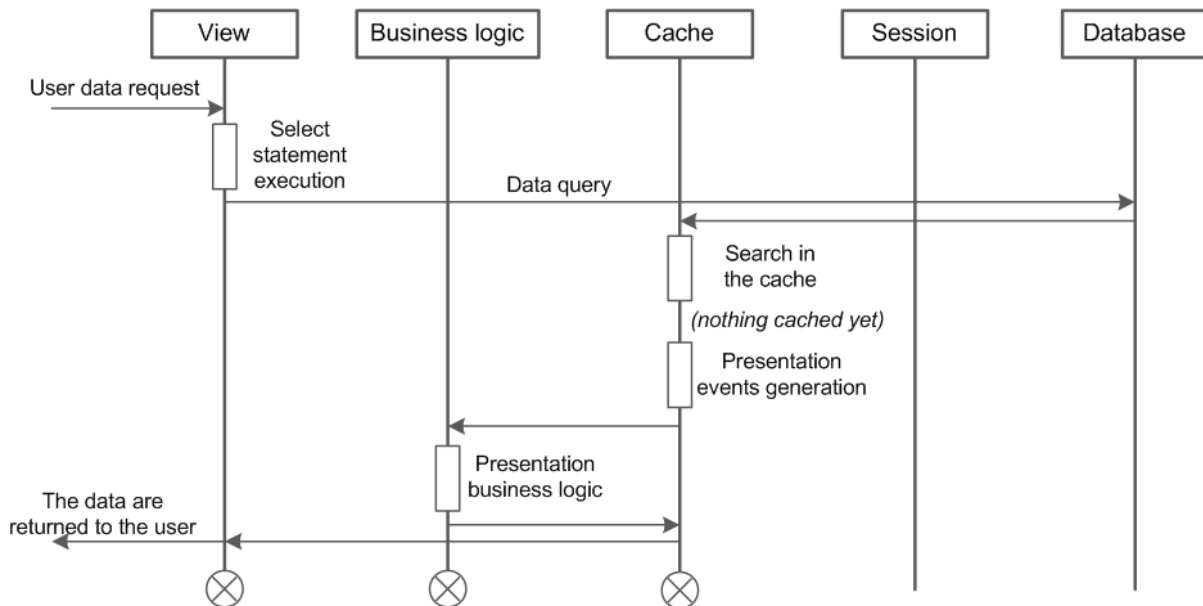 View
Business logic
Cache
Session
Database
User data request
Select
statement
execution
Data query
Search in
the cache
(nothing cached yet)
Presentation
events generation
Presentation
business logic
The data are
returned to the user